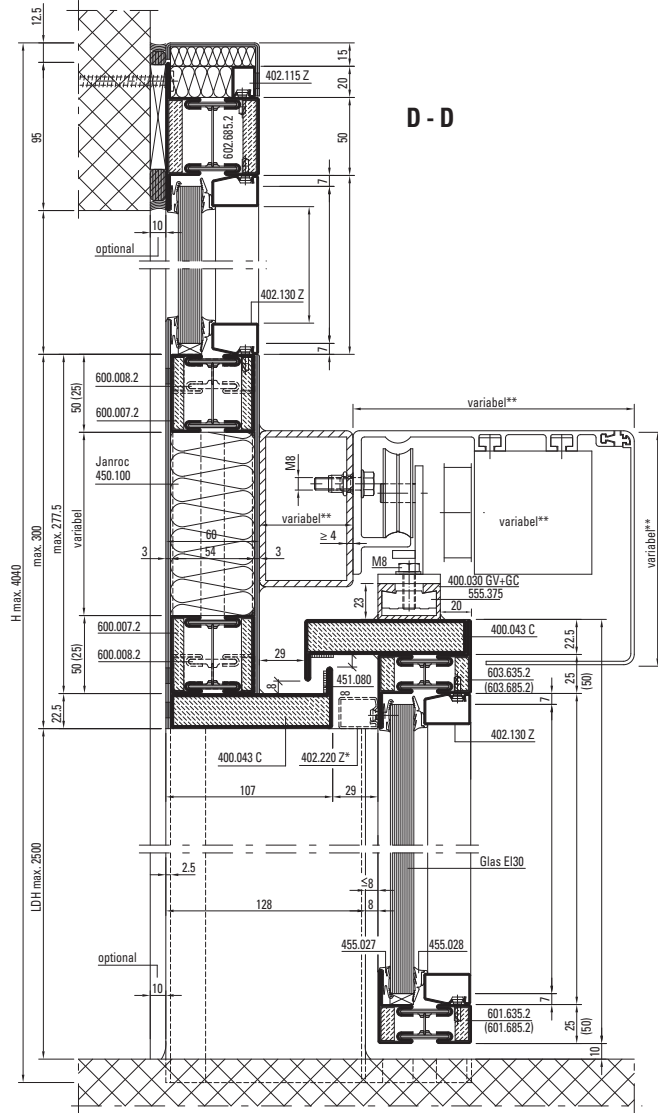 12.5
15
402.115 Z
20
D - D
602.685.2
95
50
7
10
optional
402.130 Z
7
50 (25)
600.008.2
600.007.2
variabel**
Janroc
450.100
M8
variabel
variabel**
variabel**
variabel**
60
3
54
3
≥ 4
M8
max. 300
max. 277.5
H max. 4040
400.030 GV+GC
555.375
23
20
600.007.2
400.043 C
22.5
50 (25)
600.008.2
29
8
451.080
8
603.635.2
(603.685.2)
25
(50)
7
22.5
402.130 Z
400.043 C
402.220 Z*
107
29
LDH max. 2500
Glas EI30
2.5
≤8
128
8
455.027
455.028
optional
10
7
601.635.2
(601.685.2)
25
(50)
10